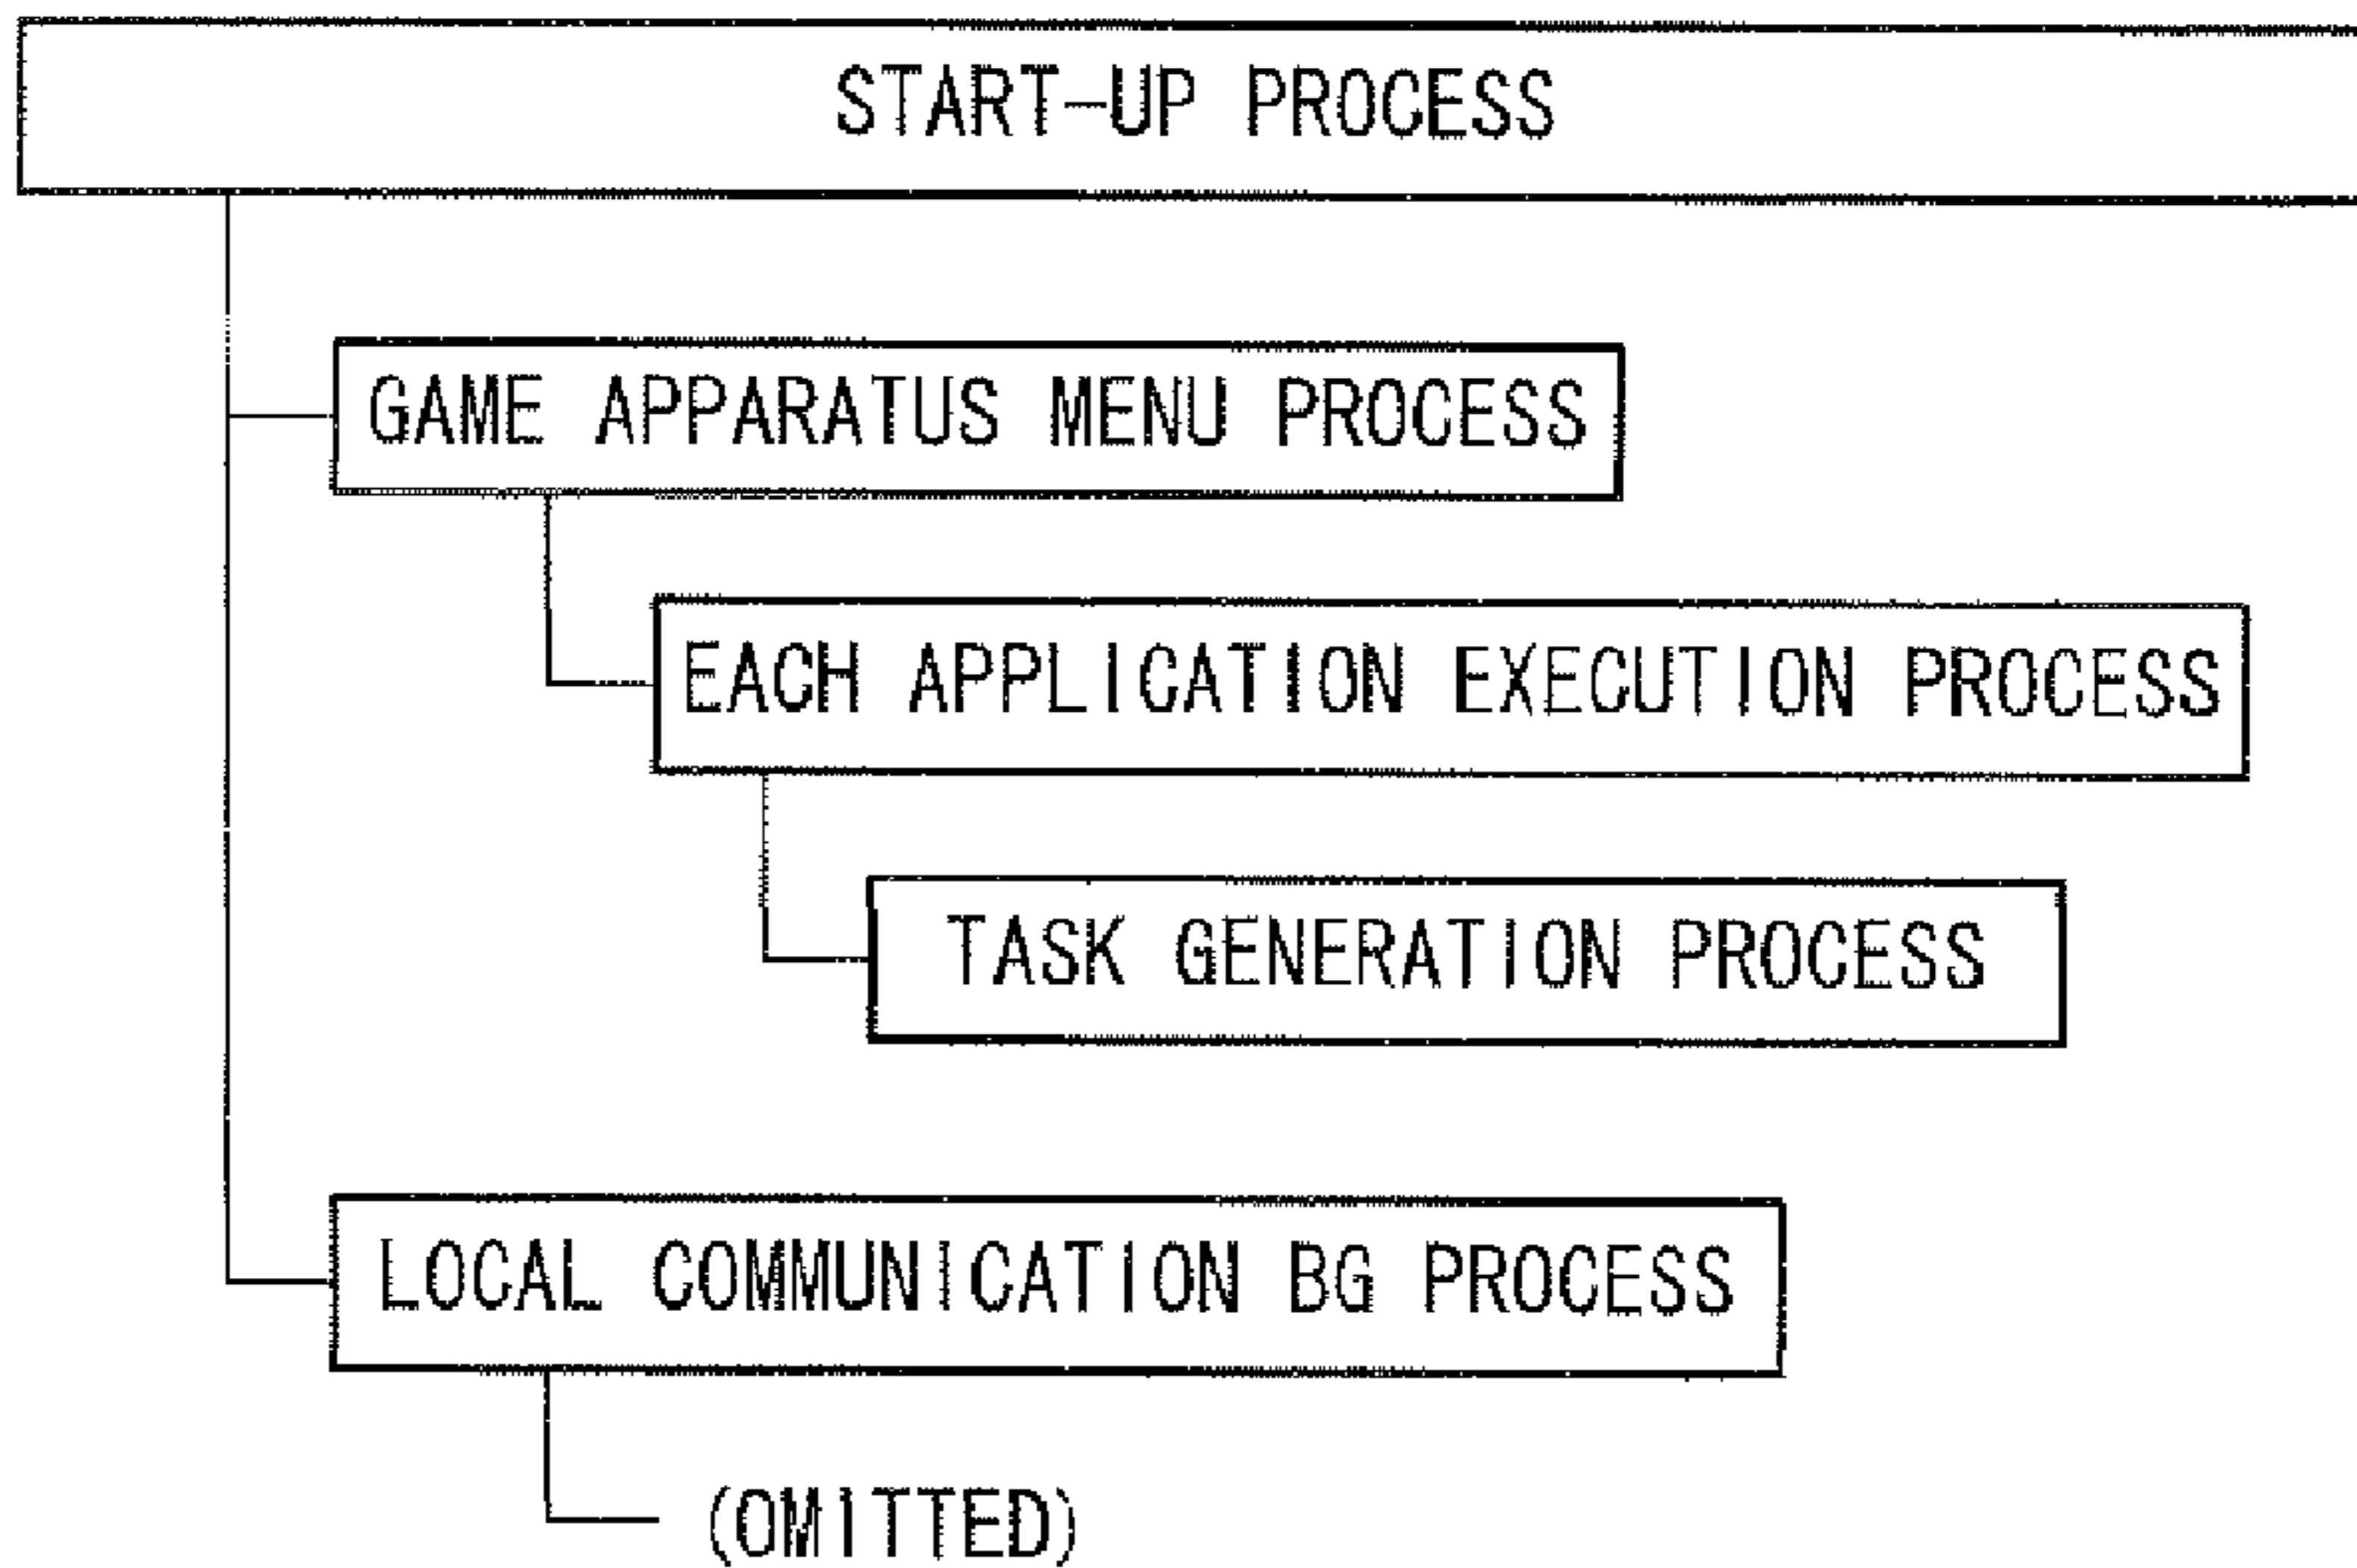 START-UP PROCESS
GAME APPARATUS MENU PROCESS
EACH APPLICATION EXECUTION PROCESS
TASK GENERATION PROCESS
LOCAL COMMUNICATION BG PROCESS
(OMITTED)